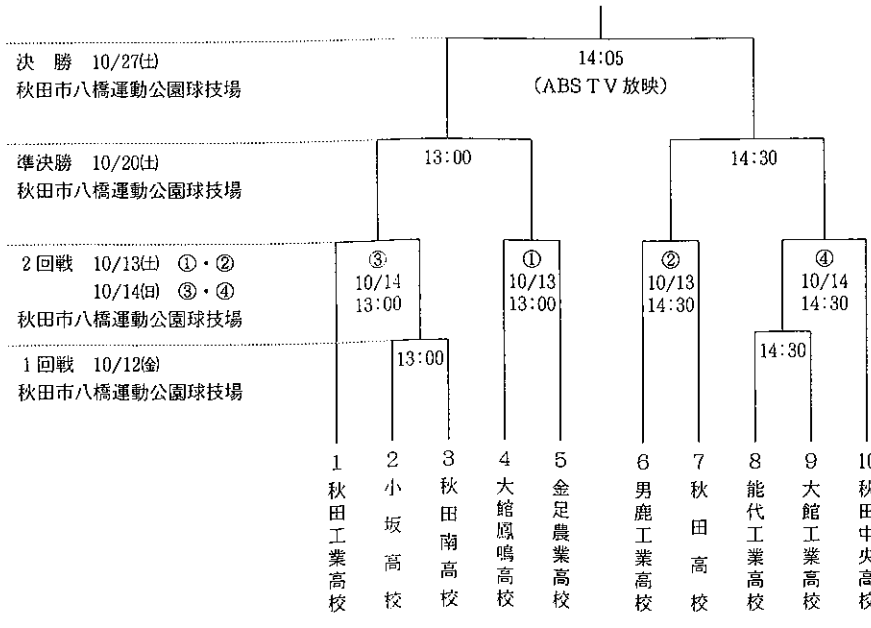 決 勝 10/27㈯
秋田市八橋運動公園球技場
14:05
(ABS TV 放映)
準決勝 10/20㈯
秋田市八橋運動公園球技場
13:00
14:30
2回戦 10/13㈯ ①・②
10/14㈰ ③・④
秋田市八橋運動公園球技場
③
10/14
13:00
①
10/13
13:00
②
10/13
14:30
④
10/14
14:30
1回戦 10/12㈮
秋田市八橋運動公園球技場
13:00
14:30
1 秋田工業高校
2 小坂高校
3 秋田南高校
4 大館鳳鳴高校
5 金足農業高校
6 男鹿工業高校
7 秋田高校
8 能代工業高校
9 大館工業高校
10 秋田中央高校